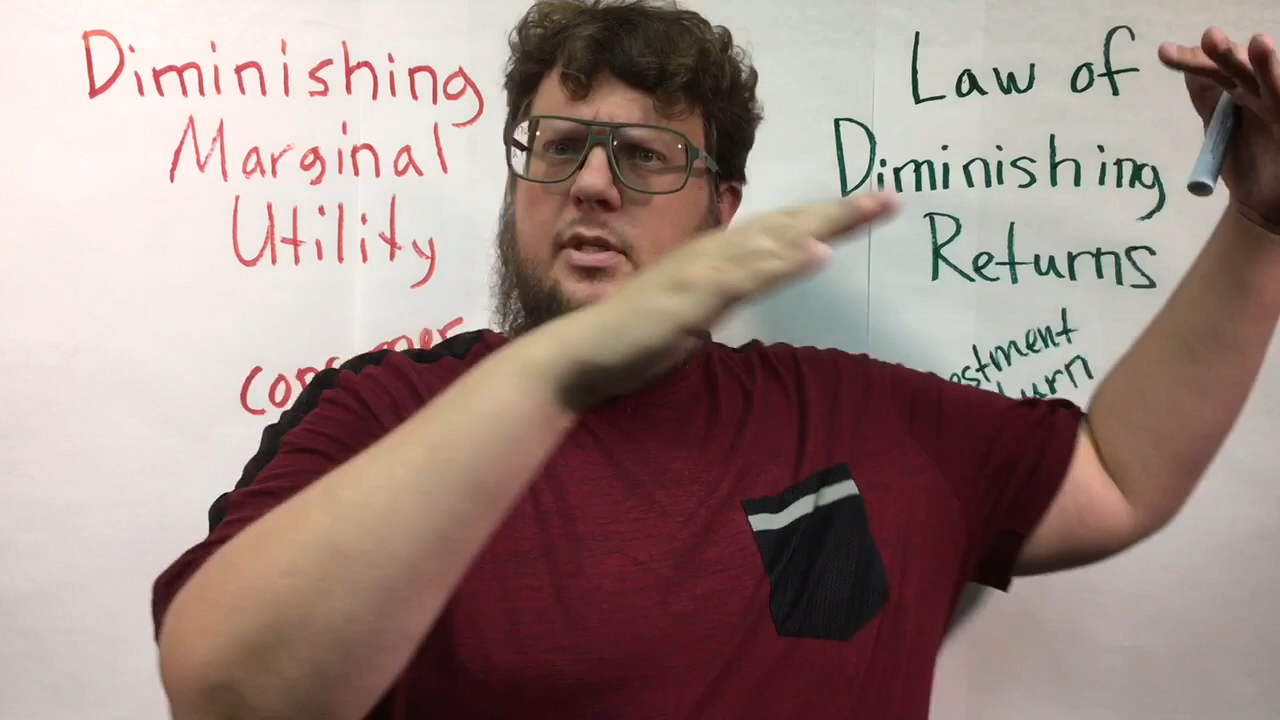 Diminishing
Marginal
Utility
Law of
Diminishing
Returns